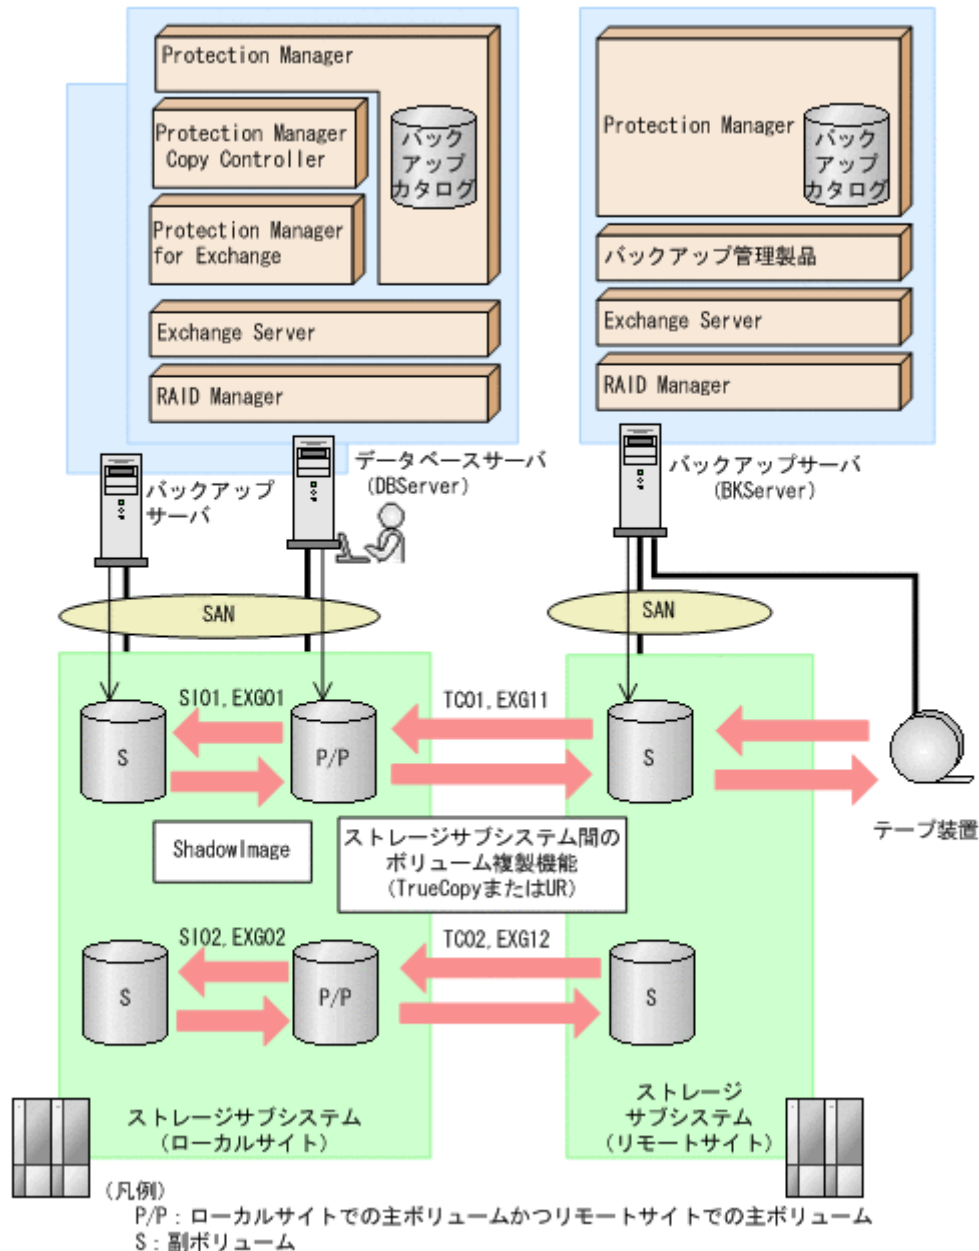 Protection Manager
Protection Manager
Copy Controller
バック
アップ
カタログ
Protection Manager
for Exchange
Exchange Server
RAID Manager
Protection Manager
バック
アップ
カタログ
バックアップ管理製品
Exchange Server
RAID Manager
バックアップ
サーバ
データベースサーバ
(DBServer)
バックアップサーバ
(BKServer)
SAN
SAN
SI01,EXG01
TC01,EXG11
S
P/P
S
テープ装置
ShadowImage
ストレージサブシステム間の
ボリューム複製機能
(TrueCopyまたはUR)
SI02,EXG02
TC02,EXG12
S
P/P
S
ストレージサブシステム
(ローカルサイト)
ストレージ
サブシステム
(リモートサイト)
(凡例)
P/P：ローカルサイトでの主ボリュームかつリモートサイトでの主ボリューム
S：副ボリューム